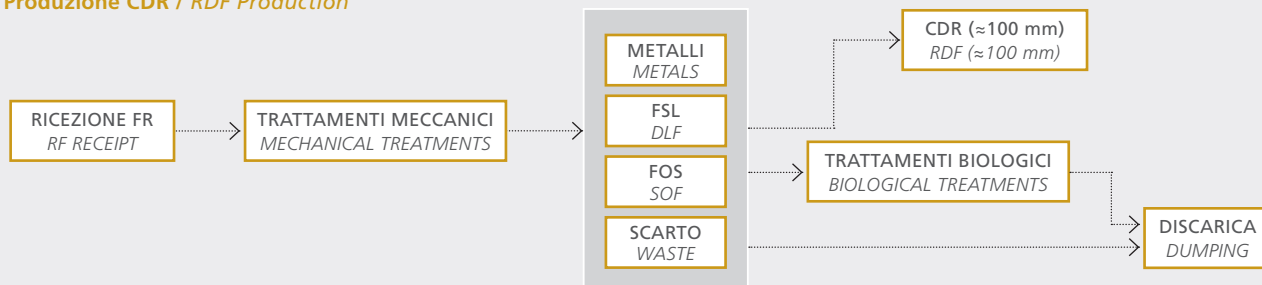 Produzione CDR / RDF Production
RICEZIONE FR
RF RECEIPT
TRATTAMENTI MECCANICI
MECHANICAL TREATMENTS
METALLI
METALS
FSL
DLF
FOS
SOF
SCARTO
WASTE
CDR (≈100 mm)
RDF (≈100 mm)
TRATTAMENTI BIOLOGICI
BIOLOGICAL TREATMENTS
DISCARICA
DUMPING